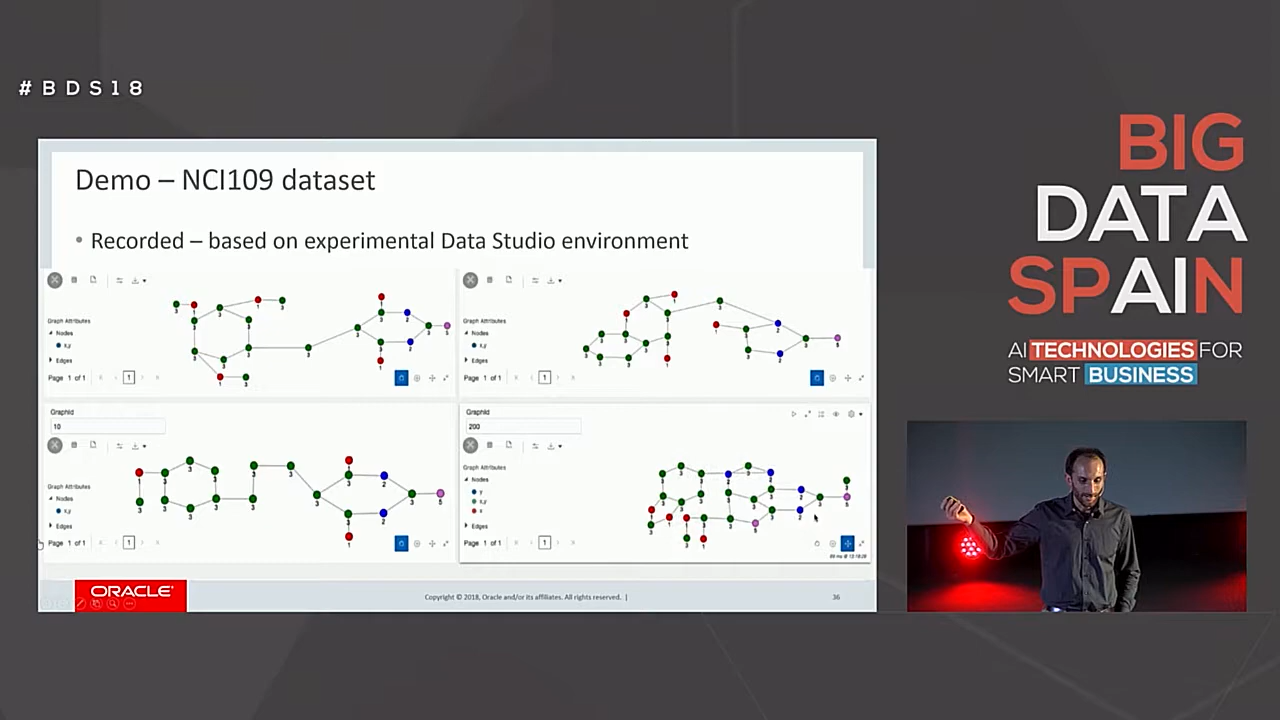 #BDS18
BIG
DATA
SPAIN
AI TECHNOLOGIES FOR
SMART BUSINESS
Demo – NCI109 dataset
• Recorded – based on experimental Data Studio environment
Graph Attributes
Nodes
x,y
Edges
Page 1 of 1
1
Graph Attributes
Nodes
x,y
Edges
Page 1 of 1
1
GraphId
10
Graph Attributes
Nodes
x,y
Edges
Page 1 of 1
1
GraphId
200
Graph Attributes
Nodes
y
x,y
x
Edges
Page 1 of 1
1
ORACLE
Copyright © 2018, Oracle and/or its affiliates. All rights reserved. |
36